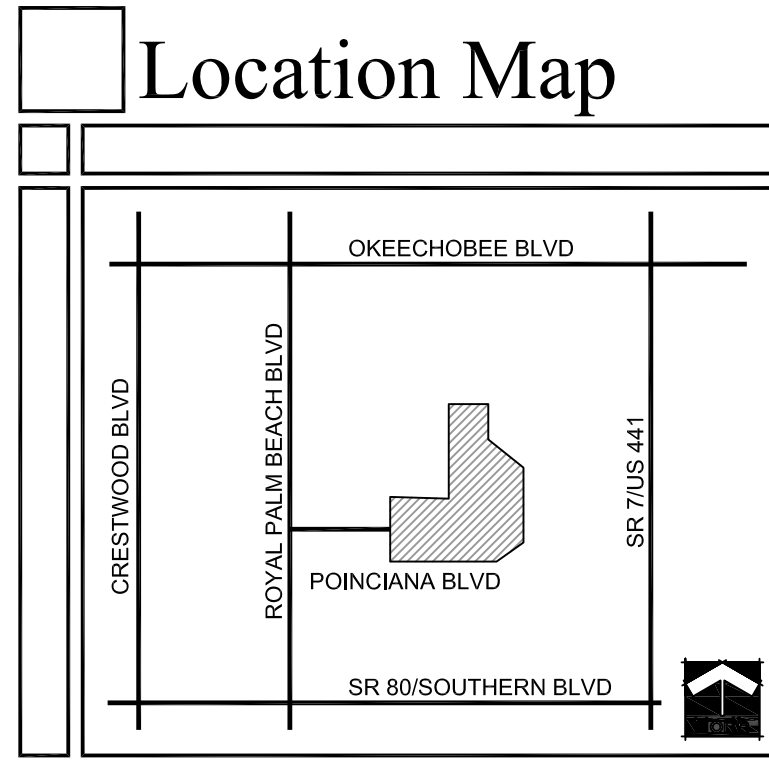 Location Map
OKEECHOBEE BLVD
CRESTWOOD BLVD
ROYAL PALM BEACH BLVD
SR 7/US 441
POINCIANA BLVD
SR 80/SOUTHERN BLVD